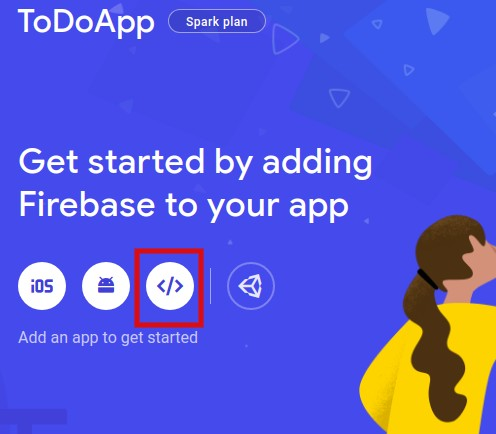 ToDoApp Spark plan
Get started by adding
Firebase to your app
iOS </>
Add an app to get started